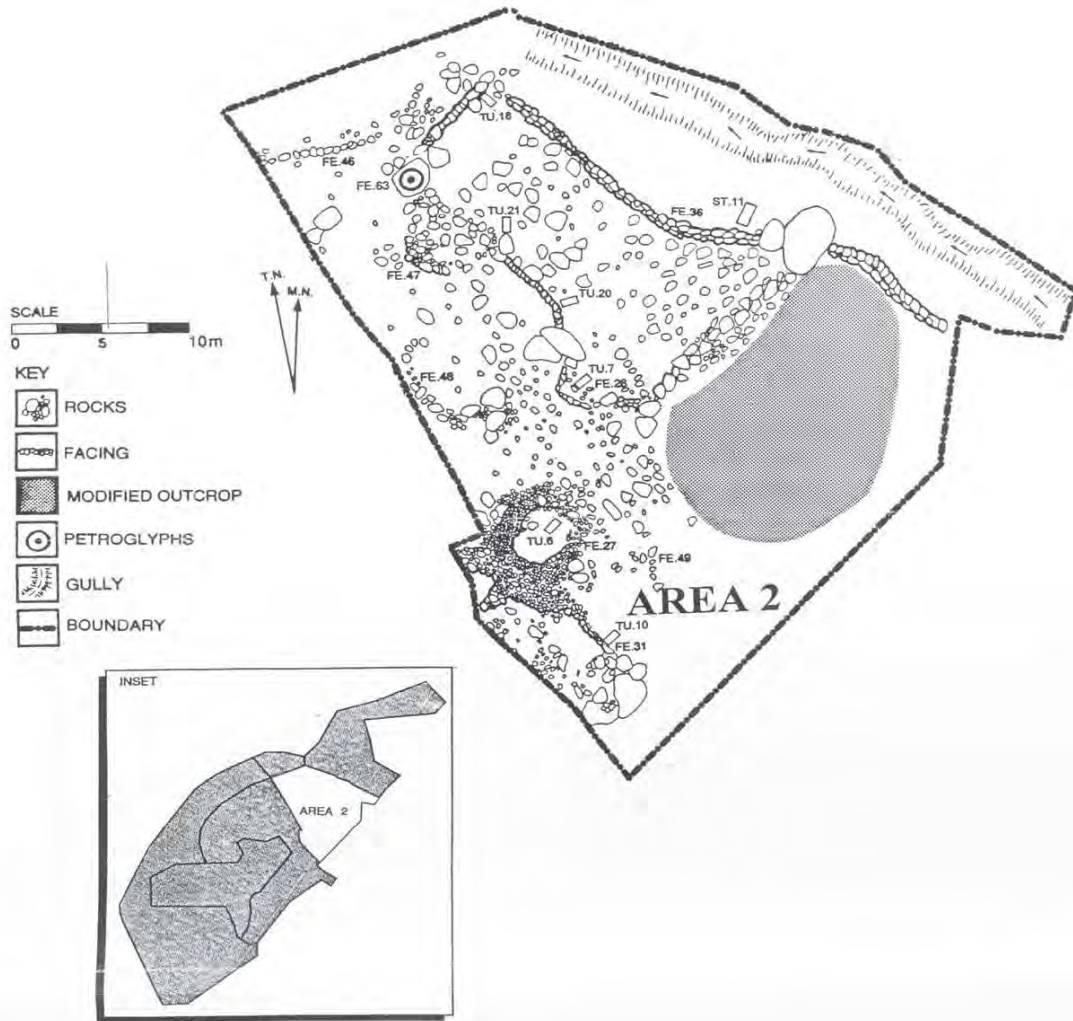 TU.18
FE.46
FE.63
ST.11
FE.36
TU.21
FE.47
TU.20
T.N.
M.N.
SCALE
0 5 10m
TU.7
FE.28
FE.48
KEY
ROCKS
FACING
MODIFIED OUTCROP
PETROGLYPHS
GULLY
BOUNDARY
TU.6
FE.27
FE.49
AREA 2
TU.10
FE.31
INSET
AREA 2